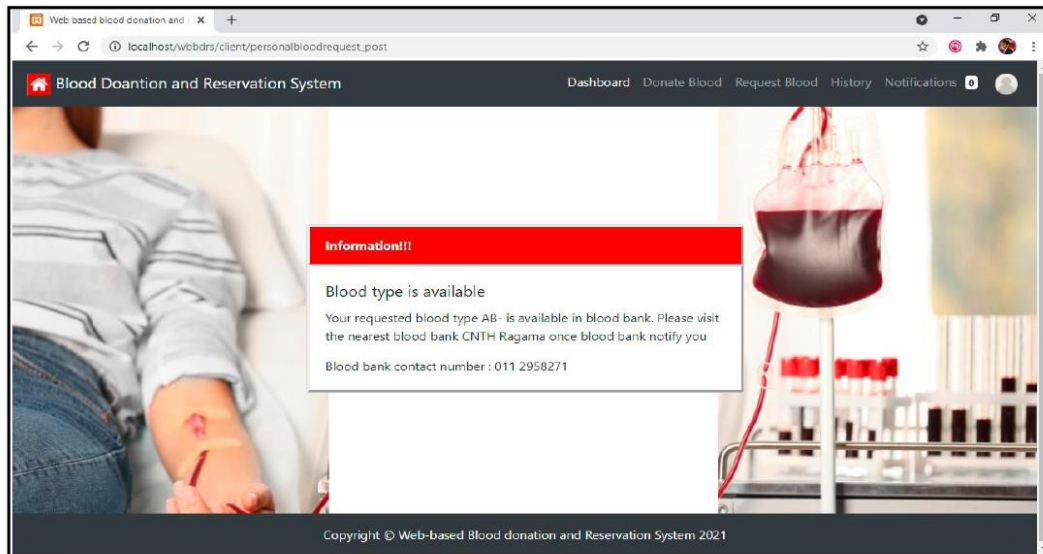 Web based blood donation and
localhost/wbbdrs/client/personalbloodrequest_post
Blood Doantion and Reservation System
Dashboard Donate Blood Request Blood History Notifications 0
Information!!!
Blood type is available
Your requested blood type AB- is available in blood bank. Please visit
the nearest blood bank CNTH Ragama once blood bank notify you
Blood bank contact number : 011 2958271
Copyright © Web-based Blood donation and Reservation System 2021